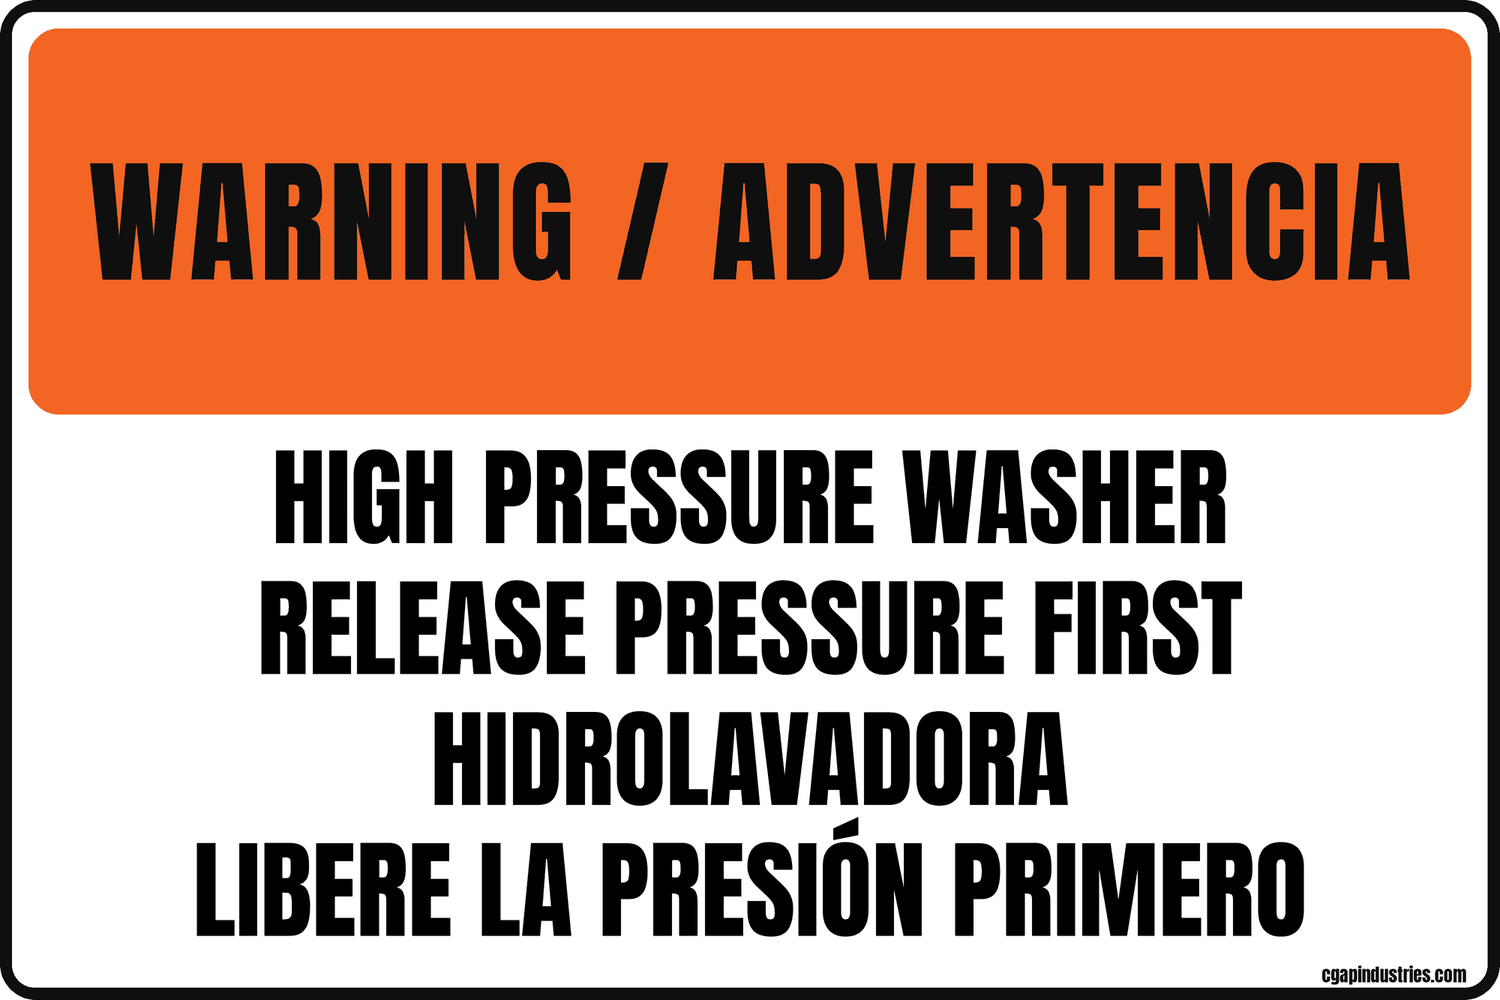 WARNING / ADVERTENCIA
HIGH PRESSURE WASHER
RELEASE PRESSURE FIRST
HIDROLAVADORA
LIBERE LA PRESIÓN PRIMERO
cgapindustries.com